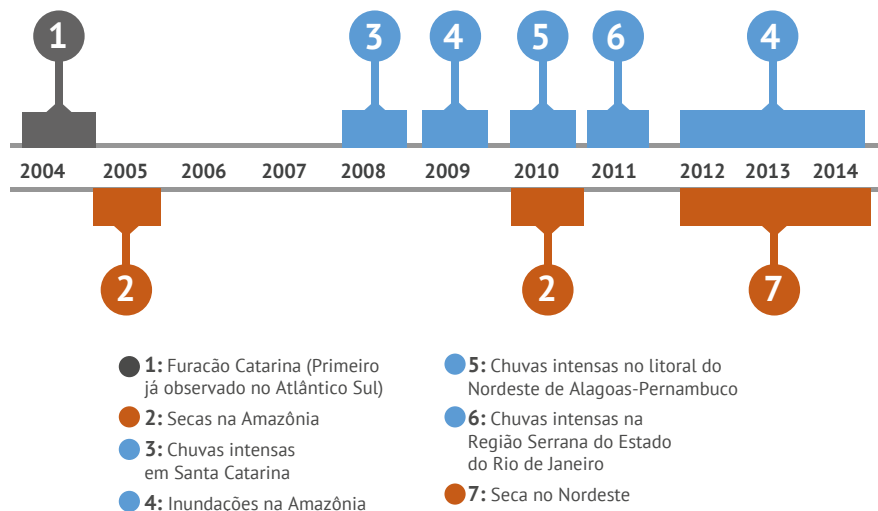 1
3
4
5
6
4
2004 2005 2006 2007 2008 2009 2010 2011 2012 2013 2014
2
2
7
1: Furacão Catarina (Primeiro
já observado no Atlântico Sul)
2: Secas na Amazônia
3: Chuvas intensas
em Santa Catarina
4: Inundações na Amazônia
5: Chuvas intensas no litoral do
Nordeste de Alagoas-Pernambuco
6: Chuvas intensas na
Região Serrana do Estado
do Rio de Janeiro
7: Seca no Nordeste